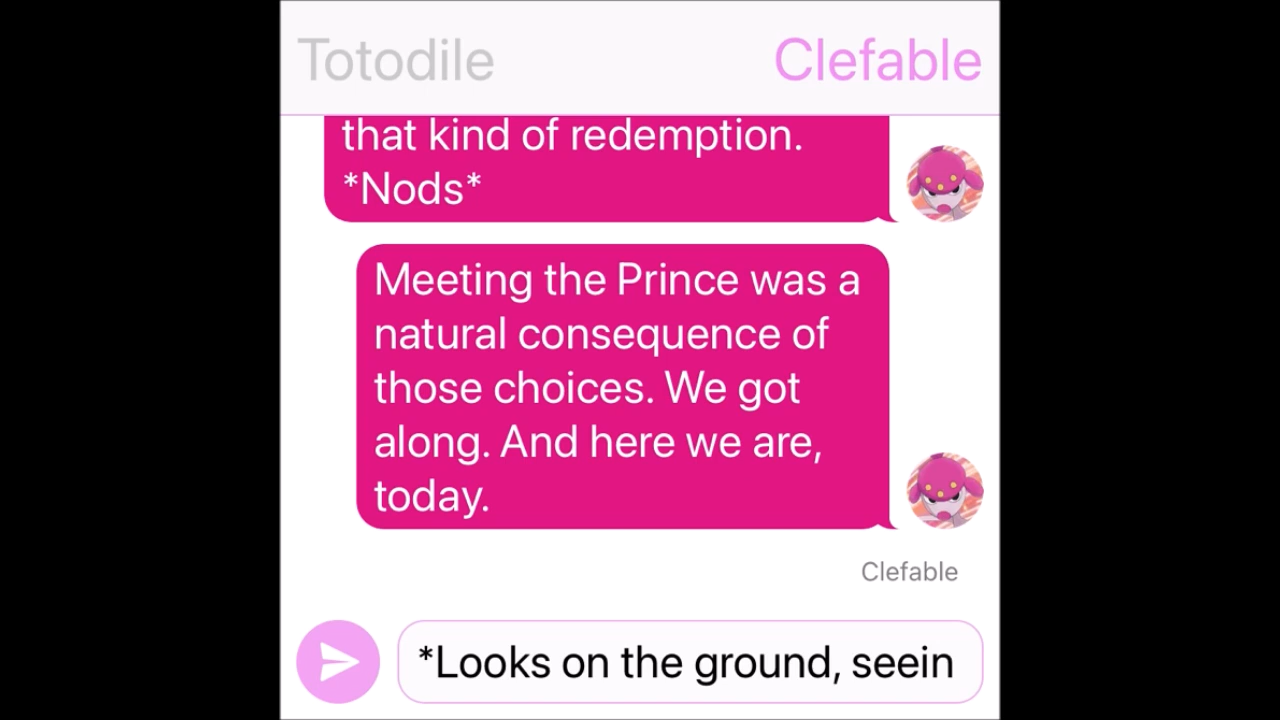 Totodile
Clefable
that kind of redemption.
*Nods*
Meeting the Prince was a
natural consequence of
those choices. We got
along. And here we are,
today.
Clefable
*Looks on the ground, seein